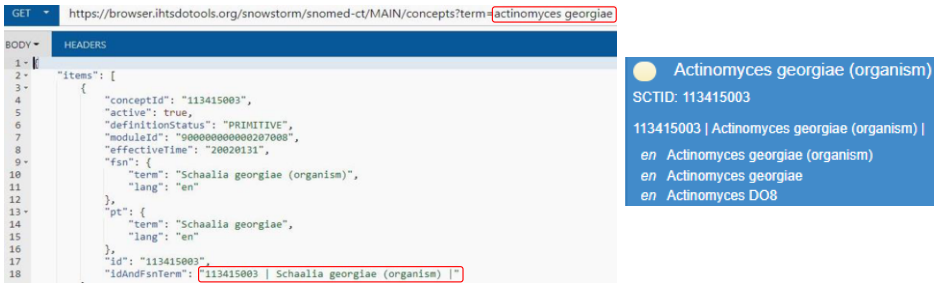 GET https://browser.ihtsdotools.org/snowstorm/snomed-ct/MAIN/concepts?term=actinomyces georgiae
BODY HEADERS
1 {
2 "items": [
3 {
4 "conceptId": "113415003",
5 "active": true,
6 "definitionStatus": "PRIMITIVE",
7 "moduleId": "900000000000207008",
8 "effectiveTime": "20020131",
9 "fsn": {
10 "term": "Schaalia georgiae (organism)",
11 "lang": "en"
12 },
13 "pt": {
14 "term": "Schaalia georgiae",
15 "lang": "en"
16 },
17 "id": "113415003",
18 "idAndFsnTerm": "113415003 | Schaalia georgiae (organism) |"
Actinomyces georgiae (organism)
SCTID: 113415003
113415003 | Actinomyces georgiae (organism) |
en Actinomyces georgiae (organism)
en Actinomyces georgiae
en Actinomyces DO8